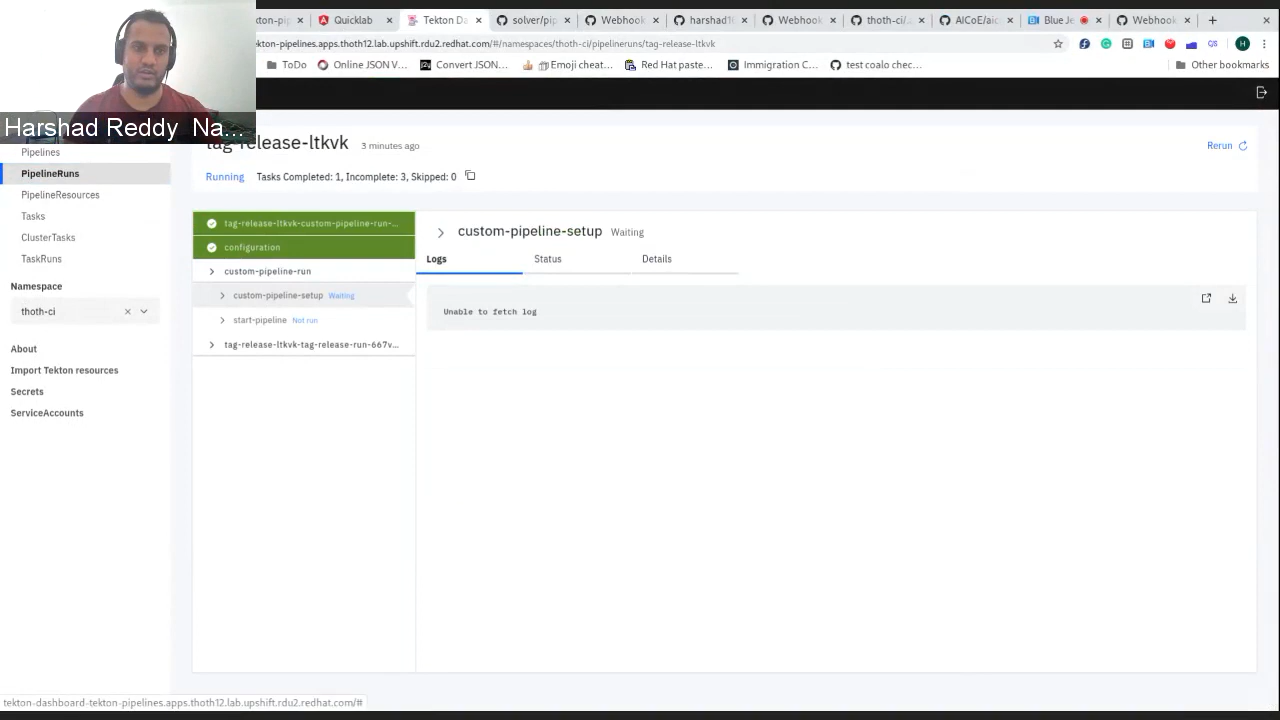 kton-pip
Quicklab
Tekton Da
solver/pip
Webhook
harshad16
Webhook
thoth-ci/.
AICoE/aic
Blue Je
Webhook
kton-pipelines.apps.thoth12.lab.upshift.rdu2.redhat.com/#/namespaces/thoth-ci/pipelineruns/tag-release-ltkvk
H
ToDo
Online JSON V...
Convert JSON...
Emoji cheat...
Red Hat paste...
Immigration C...
test coalo chec...
Other bookmarks
Harshad Reddy Na...
tag-release-ltkvk
3 minutes ago
Rerun
Running
Tasks Completed: 1, Incomplete: 3, Skipped: 0
Pipelines
PipelineRuns
PipelineResources
Tasks
ClusterTasks
TaskRuns
Namespace
thoth-ci
About
Import Tekton resources
Secrets
ServiceAccounts
tag-release-ltkvk-custom-pipeline-run-...
configuration
custom-pipeline-run
custom-pipeline-setup Waiting
start-pipeline Not run
tag-release-ltkvk-tag-release-run-667v...
custom-pipeline-setup Waiting
Logs
Status
Details
Unable to fetch log
tekton-dashboard-tekton-pipelines.apps.thoth12.lab.upshift.rdu2.redhat.com/#